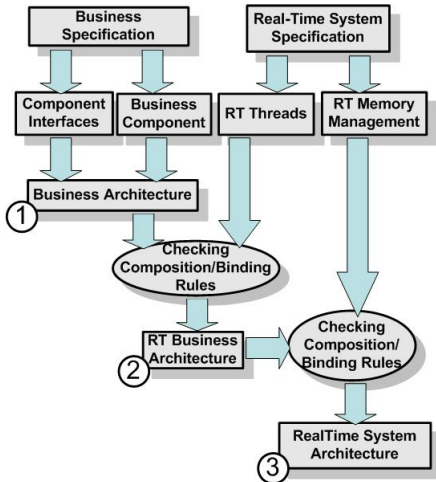 Business
Specification
Real-Time System
Specification
Component
Interfaces
Business
Component
RT Threads
RT Memory
Management
Business Architecture
1
Checking
Composition/Binding
Rules
RT Business
Architecture
2
Checking
Composition/
Binding Rules
RealTime System
Architecture
3